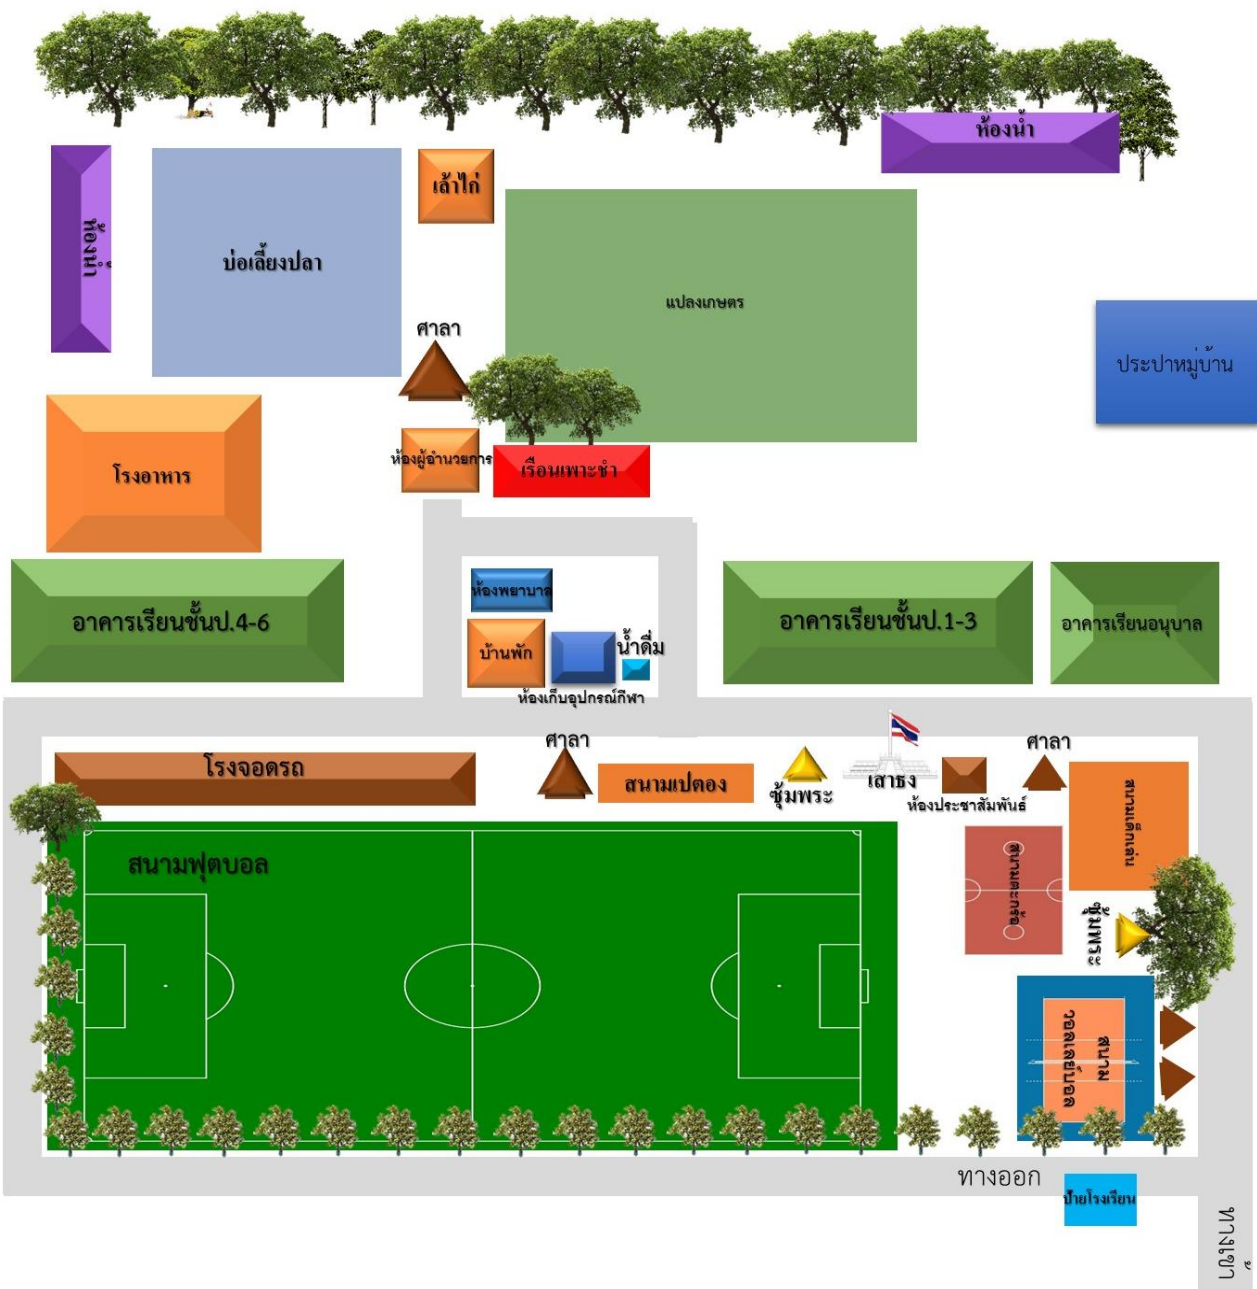 ห้องน้ำ
เล้าไก่
ห้องน้ำ
บ่อเลี้ยงปลา
แปลงเกษตร
ศาลา
ประปาหมู่บ้าน
ห้องผู้อำนวยการ
เรือนเพาะชำ
โรงอาหาร
ห้องพยาบาล
อาคารเรียนชั้นป.4-6
อาคารเรียนชั้นป.1-3
อาคารเรียนอนุบาล
บ้านพัก
น้ำดื่ม
ห้องเก็บอุปกรณ์กีฬา
ศาลา
ศาลา
โรงจอดรถ
สนามเปตอง
ซุ้มพระ
เสาธง
ห้องประชาสัมพันธ์
สนามเด็กเล่น
สนามฟุตบอล
สนามตะกร้อ
ซุ้มพระ
สนาม
วอลเลย์บอล
ทางออก
ป้ายโรงเรียน
ทางเข้า